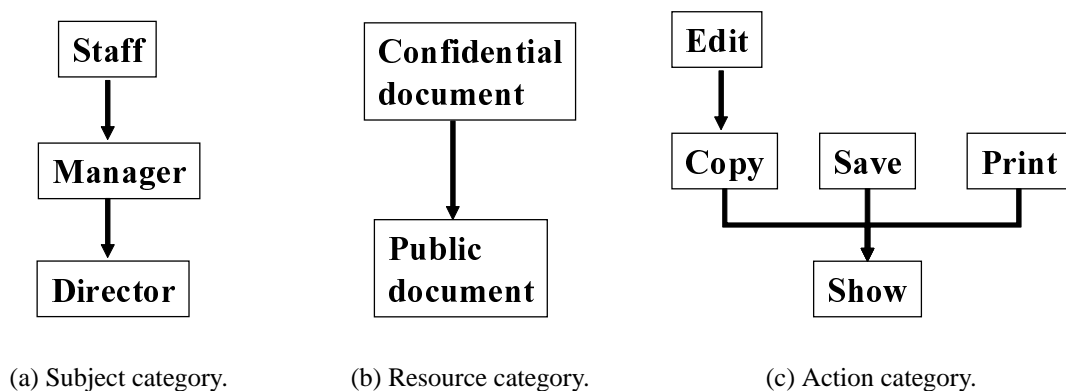 Staff
Manager
Director
(a) Subject category.
Confidential
document
Public
document
(b) Resource category.
Edit
Copy
Save
Print
Show
(c) Action category.